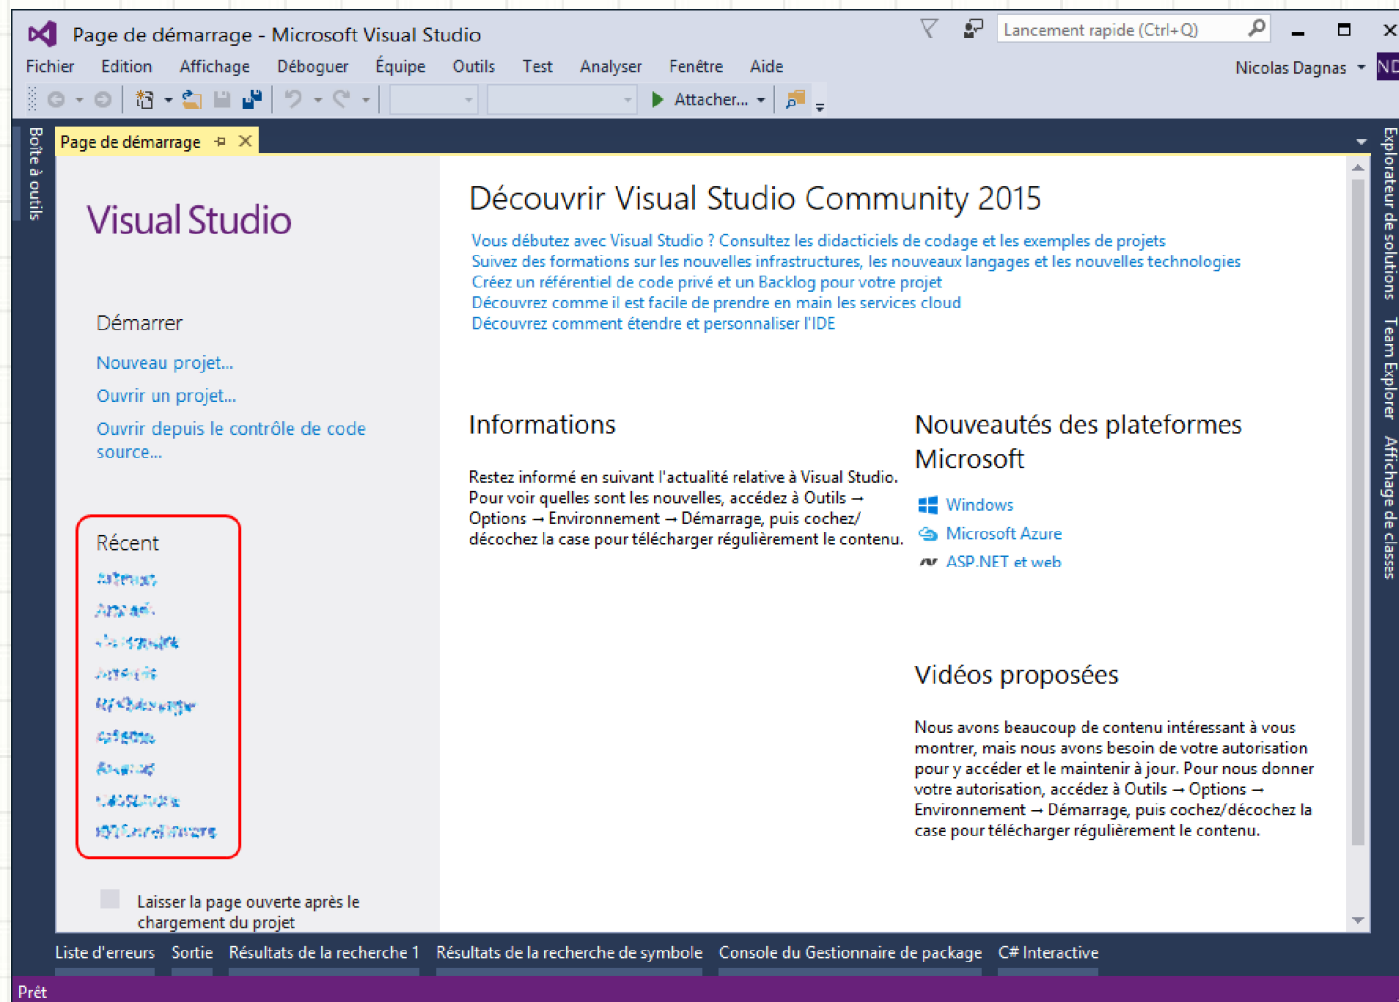 Page de démarrage - Microsoft Visual Studio
Lancement rapide (Ctrl+Q)
Fichier Edition Affichage Déboguer Équipe Outils Test Analyser Fenêtre Aide
Nicolas Dagnas
ND
Attacher...
Boîte à outils
Page de démarrage
Visual Studio
Démarrer
Nouveau projet...
Ouvrir un projet...
Ouvrir depuis le contrôle de code
source...
Récent
Laisser la page ouverte après le
chargement du projet
Découvrir Visual Studio Community 2015
Vous débutez avec Visual Studio ? Consultez les didacticiels de codage et les exemples de projets
Suivez des formations sur les nouvelles infrastructures, les nouveaux langages et les nouvelles technologies
Créez un référentiel de code privé et un Backlog pour votre projet
Découvrez comme il est facile de prendre en main les services cloud
Découvrez comment étendre et personnaliser l'IDE
Informations
Restez informé en suivant l'actualité relative à Visual Studio.
Pour voir quelles sont les nouvelles, accédez à Outils →
Options → Environnement → Démarrage, puis cochez/
décochez la case pour télécharger régulièrement le contenu.
Nouveautés des plateformes
Microsoft
Windows
Microsoft Azure
ASP.NET et web
Vidéos proposées
Nous avons beaucoup de contenu intéressant à vous
montrer, mais nous avons besoin de votre autorisation
pour y accéder et le maintenir à jour. Pour nous donner
votre autorisation, accédez à Outils → Options →
Environnement → Démarrage, puis cochez/décochez la
case pour télécharger régulièrement le contenu.
Explorateur de solutions
Team Explorer
Affichage de classes
Liste d'erreurs Sortie Résultats de la recherche 1 Résultats de la recherche de symbole Console du Gestionnaire de package C# Interactive
Prêt